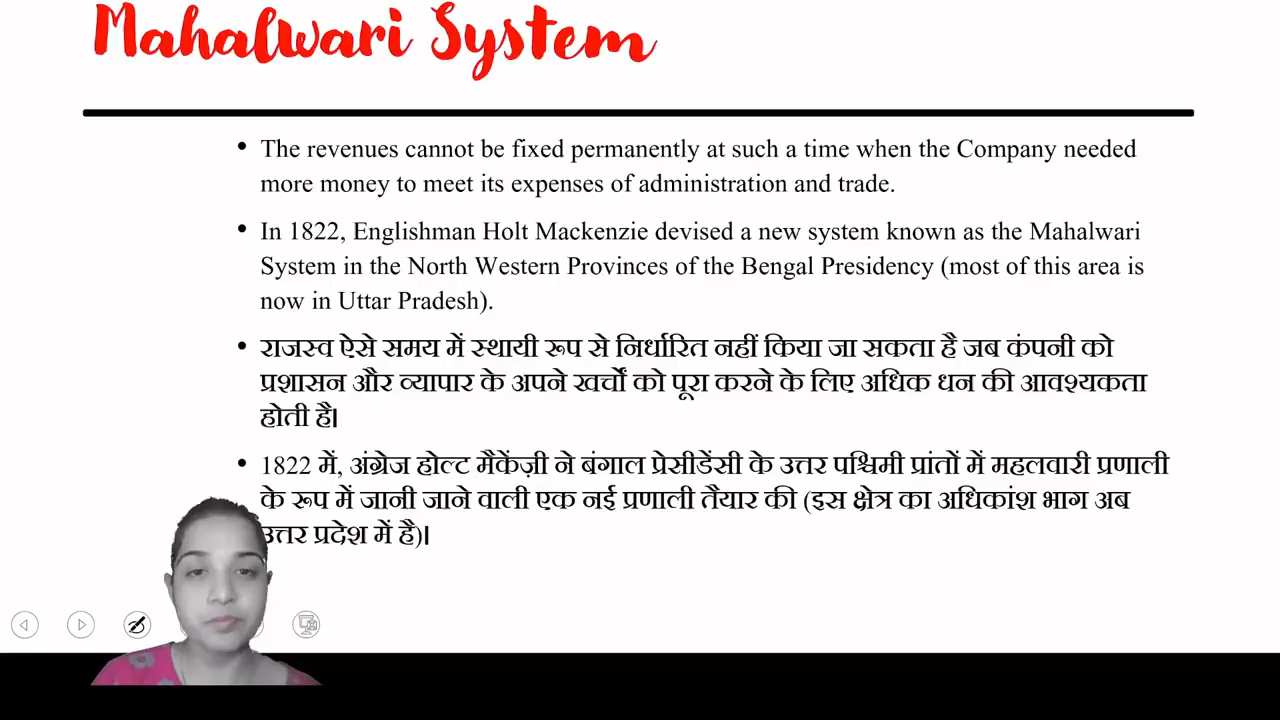 Mahalwari System
• The revenues cannot be fixed permanently at such a time when the Company needed
more money to meet its expenses of administration and trade.
• In 1822, Englishman Holt Mackenzie devised a new system known as the Mahalwari
System in the North Western Provinces of the Bengal Presidency (most of this area is
now in Uttar Pradesh).
• राजस्व ऐसे समय में स्थायी रूप से निर्धारित नहीं किया जा सकता है जब कंपनी को
प्रशासन और व्यापार के अपने खर्चों को पूरा करने के लिए अधिक धन की आवश्यकता
होती है।
• 1822 में, अंग्रेज होल्ट मैकेंज़ी ने बंगाल प्रेसीडेंसी के उत्तर पश्चिमी प्रांतों में महलवारी प्रणाली
के रूप में जानी जाने वाली एक नई प्रणाली तैयार की (इस क्षेत्र का अधिकांश भाग अब
उत्तर प्रदेश में है)।